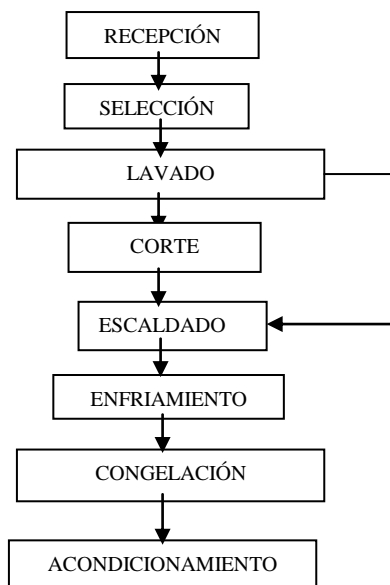 RECEPCIÓN
SELECCIÓN
LAVADO
CORTE
ESCALDADO
ENFRIAMIENTO
CONGELACIÓN
ACONDICIONAMIENTO